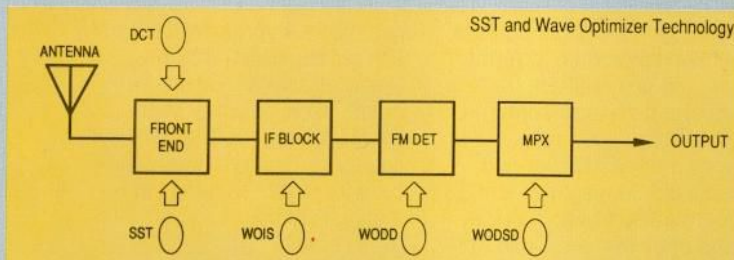 SST and Wave Optimizer Technology
DCT
ANTENNA
FRONT
END
IF BLOCK
FM DET
MPX
OUTPUT
SST
WOIS
WODD
WODSD